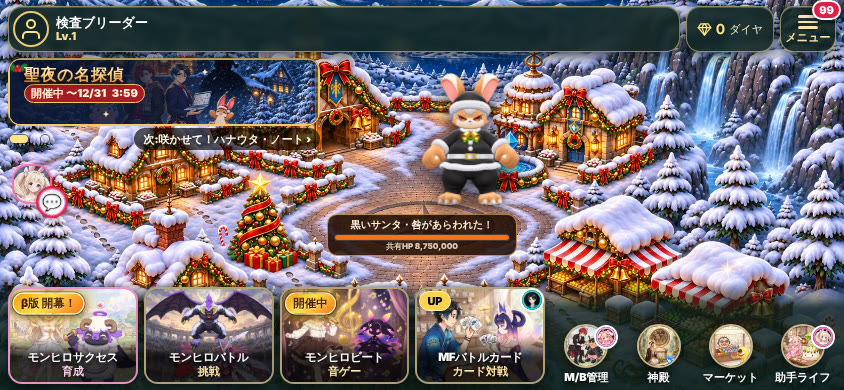 検査ブリーダー
Lv.1
0 ダイヤ
99
メニュー
聖夜の名探偵
開催中 〜12/31 3:59
次:咲かせて！ハナウタ・ノート ›
黒いサンタ・咎があらわれた！
共有HP 8,750,000
β版 開幕！
モンヒロサクセス
育成
モンヒロバトル
挑戦
開催中
モンヒロビート
音ゲー
UP
MFバトルカード
カード対戦
M/B管理
神殿
マーケット
助手ライフ